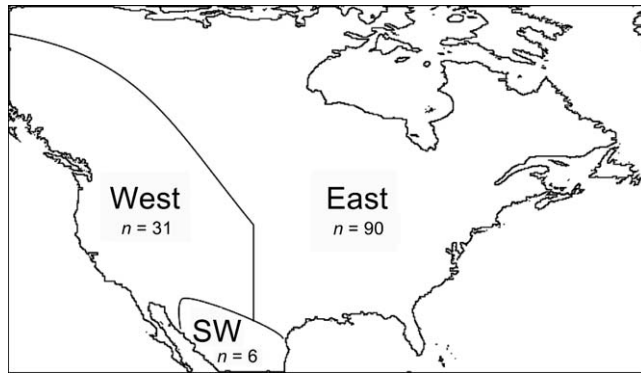 West
n = 31
East
n = 90
SW
n = 6